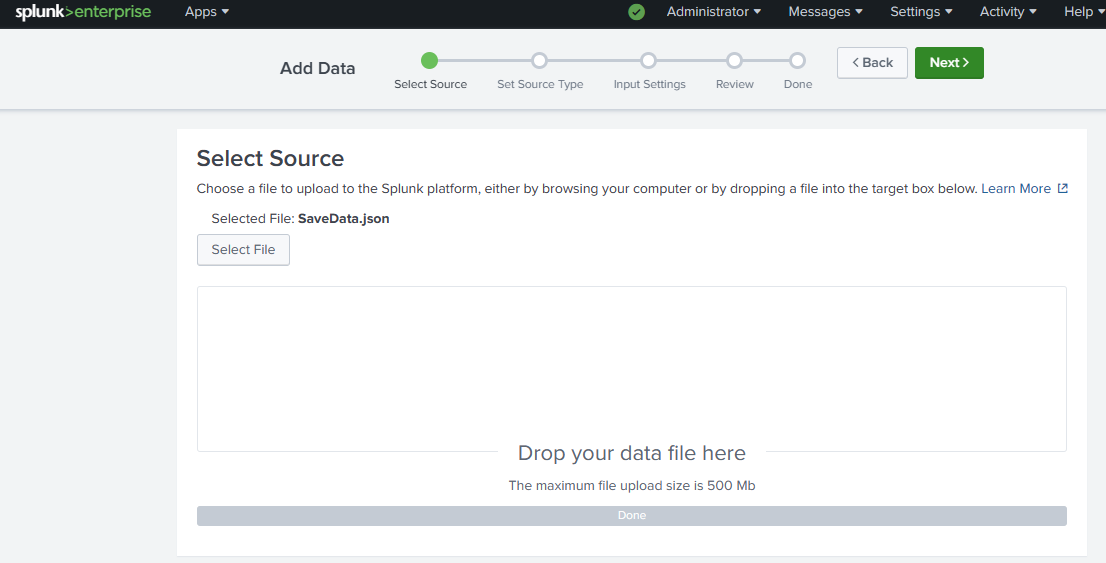 splunk>enterprise Apps Administrator Messages Settings Activity Help
Add Data
Select Source Set Source Type Input Settings Review Done
< Back Next >
Select Source
Choose a file to upload to the Splunk platform, either by browsing your computer or by dropping a file into the target box below. Learn More
Selected File: SaveData.json
Select File
Drop your data file here
The maximum file upload size is 500 Mb
Done